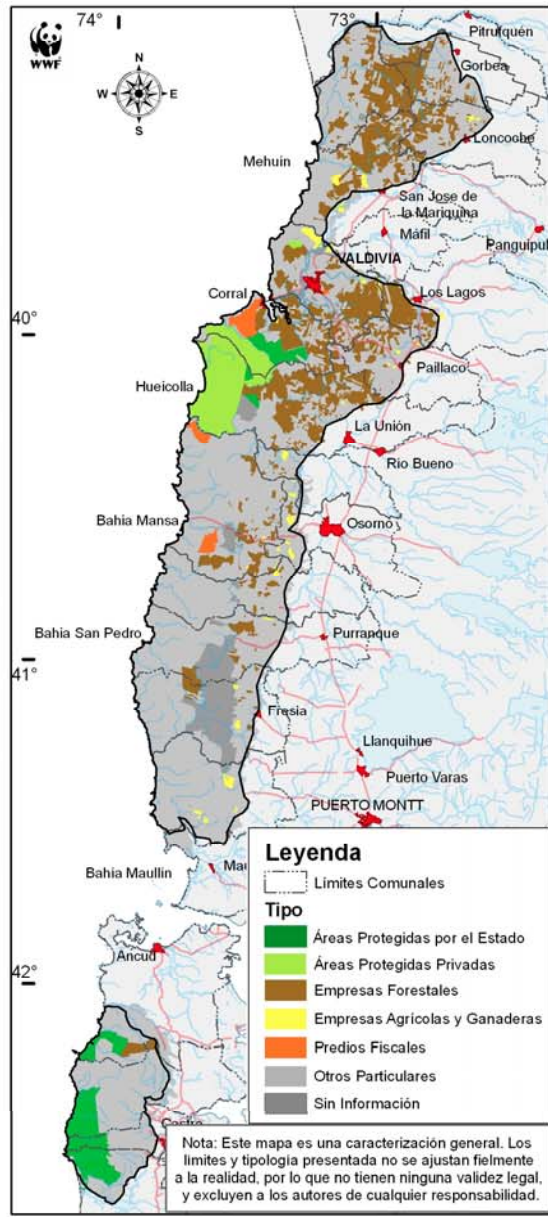 74°
73°
WWF
N
W
E
S
Pitrufquén
Gorbea
Loncoche
Mehuín
San Jose de
la Mariquina
Máfil
Panguipul
VALDIVIA
Corral
Los Lagos
40°
Paillaco
Hueicolla
La Unión
Río Bueno
Bahia Mansa
Osorno
Bahia San Pedro
Purranque
41°
Fresia
Llanquihue
Puerto Varas
PUERTO MONTT
Bahia Maullín
Mau
Ancud
42°
Castro
Leyenda
Límites Comunales
Tipo
Áreas Protegidas por el Estado
Áreas Protegidas Privadas
Empresas Forestales
Empresas Agrícolas y Ganaderas
Predios Fiscales
Otros Particulares
Sin Información
Nota: Este mapa es una caracterización general. Los
limites y tipología presentada no se ajustan fielmente
a la realidad, por lo que no tienen ninguna validez legal,
y excluyen a los autores de cualquier responsabilidad.